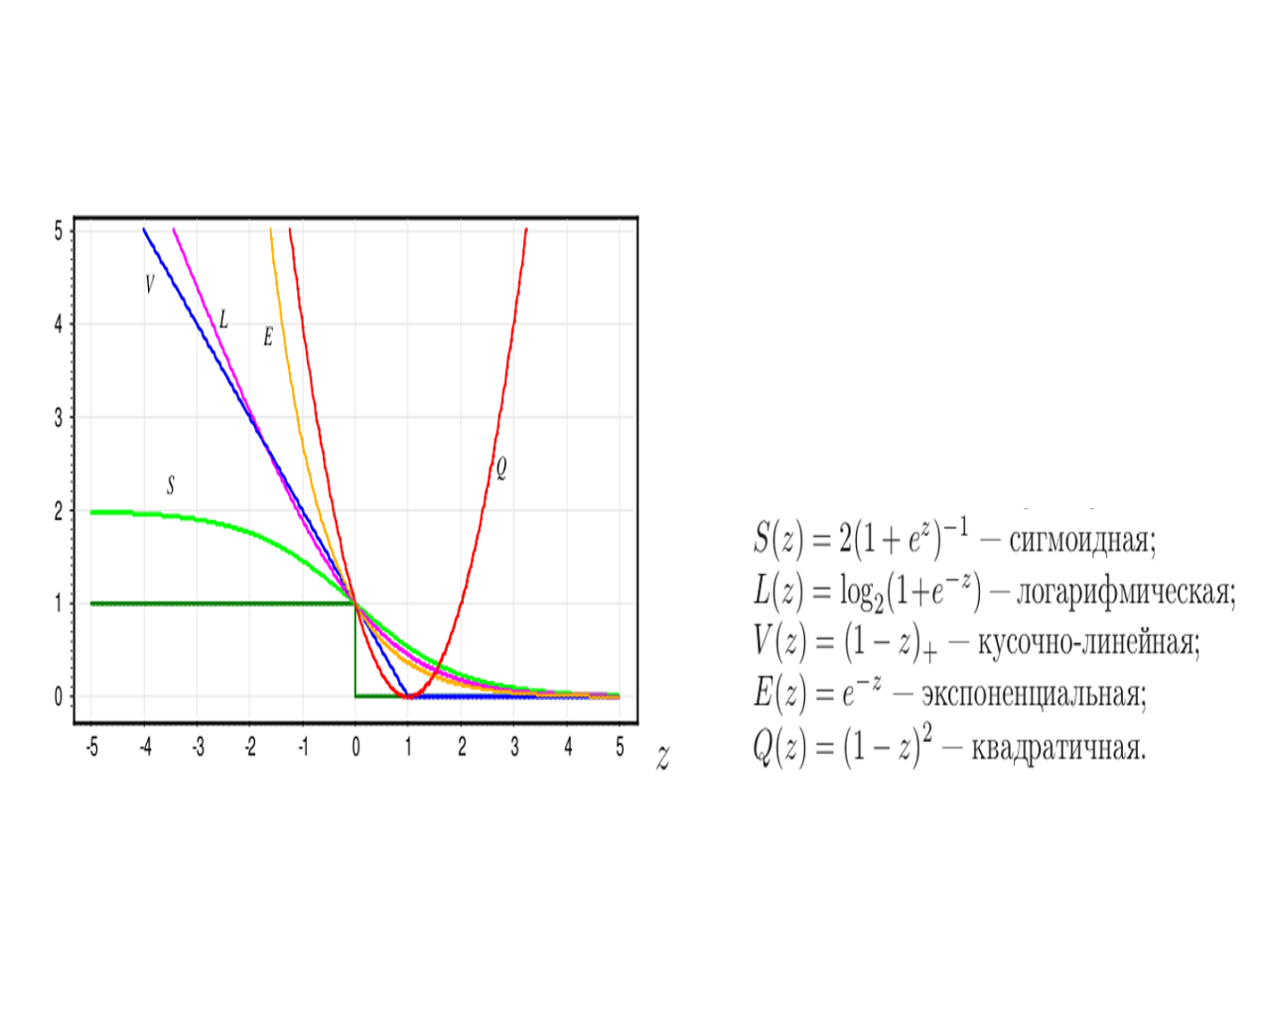 5
4
3
2
1
0
-5 -4 -3 -2 -1 0 1 2 3 4 5
z
V
L
E
S
Q
S(z) = 2(1 + e^z)^{-1} — сигмоидная;
L(z) = log₂(1+e^{-z}) — логарифмическая;
V(z) = (1 − z)₊ — кусочно-линейная;
E(z) = e^{-z} — экспоненциальная;
Q(z) = (1 − z)² — квадратичная.